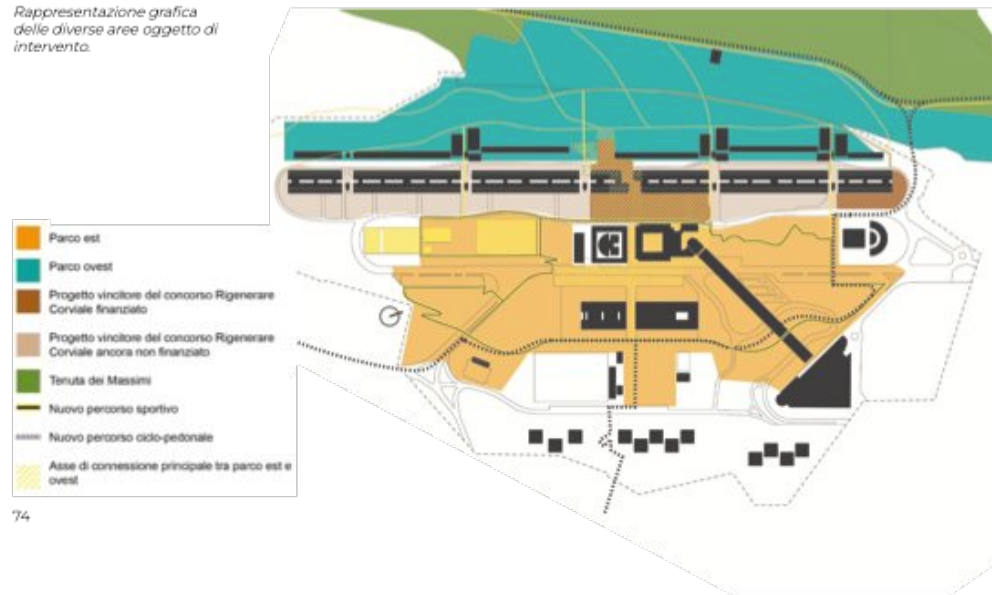 Rappresentazione grafica
delle diverse aree oggetto di
intervento.
Parco est
Parco ovest
Progetto vincitore del concorso Rigenerare
Corviale finanziato
Progetto vincitore del concorso Rigenerare
Corviale ancora non finanziato
Tenuta dei Massimi
Nuovo percorso sportivo
Nuovo percorso ciclo-pedonale
Asse di connessione principale tra parco est e
ovest
74